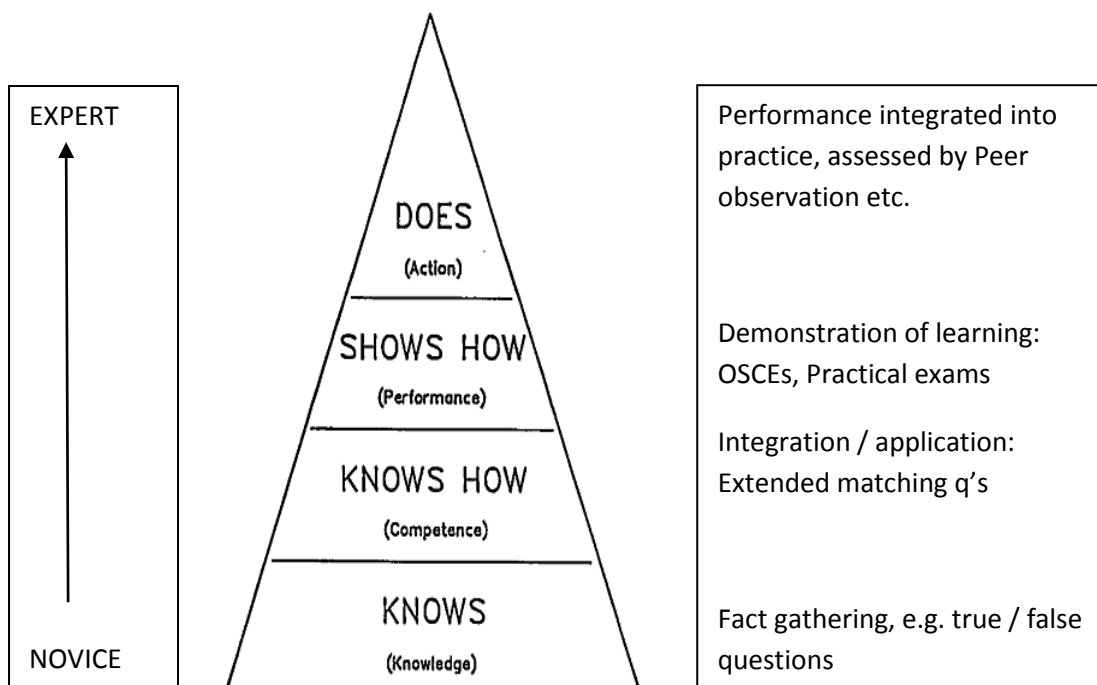 EXPERT
NOVICE
DOES
(Action)
SHOWS HOW
(Performance)
KNOWS HOW
(Competence)
KNOWS
(Knowledge)
Performance integrated into
practice, assessed by Peer
observation etc.
Demonstration of learning:
OSCEs, Practical exams
Integration / application:
Extended matching q’s
Fact gathering, e.g. true / false
questions